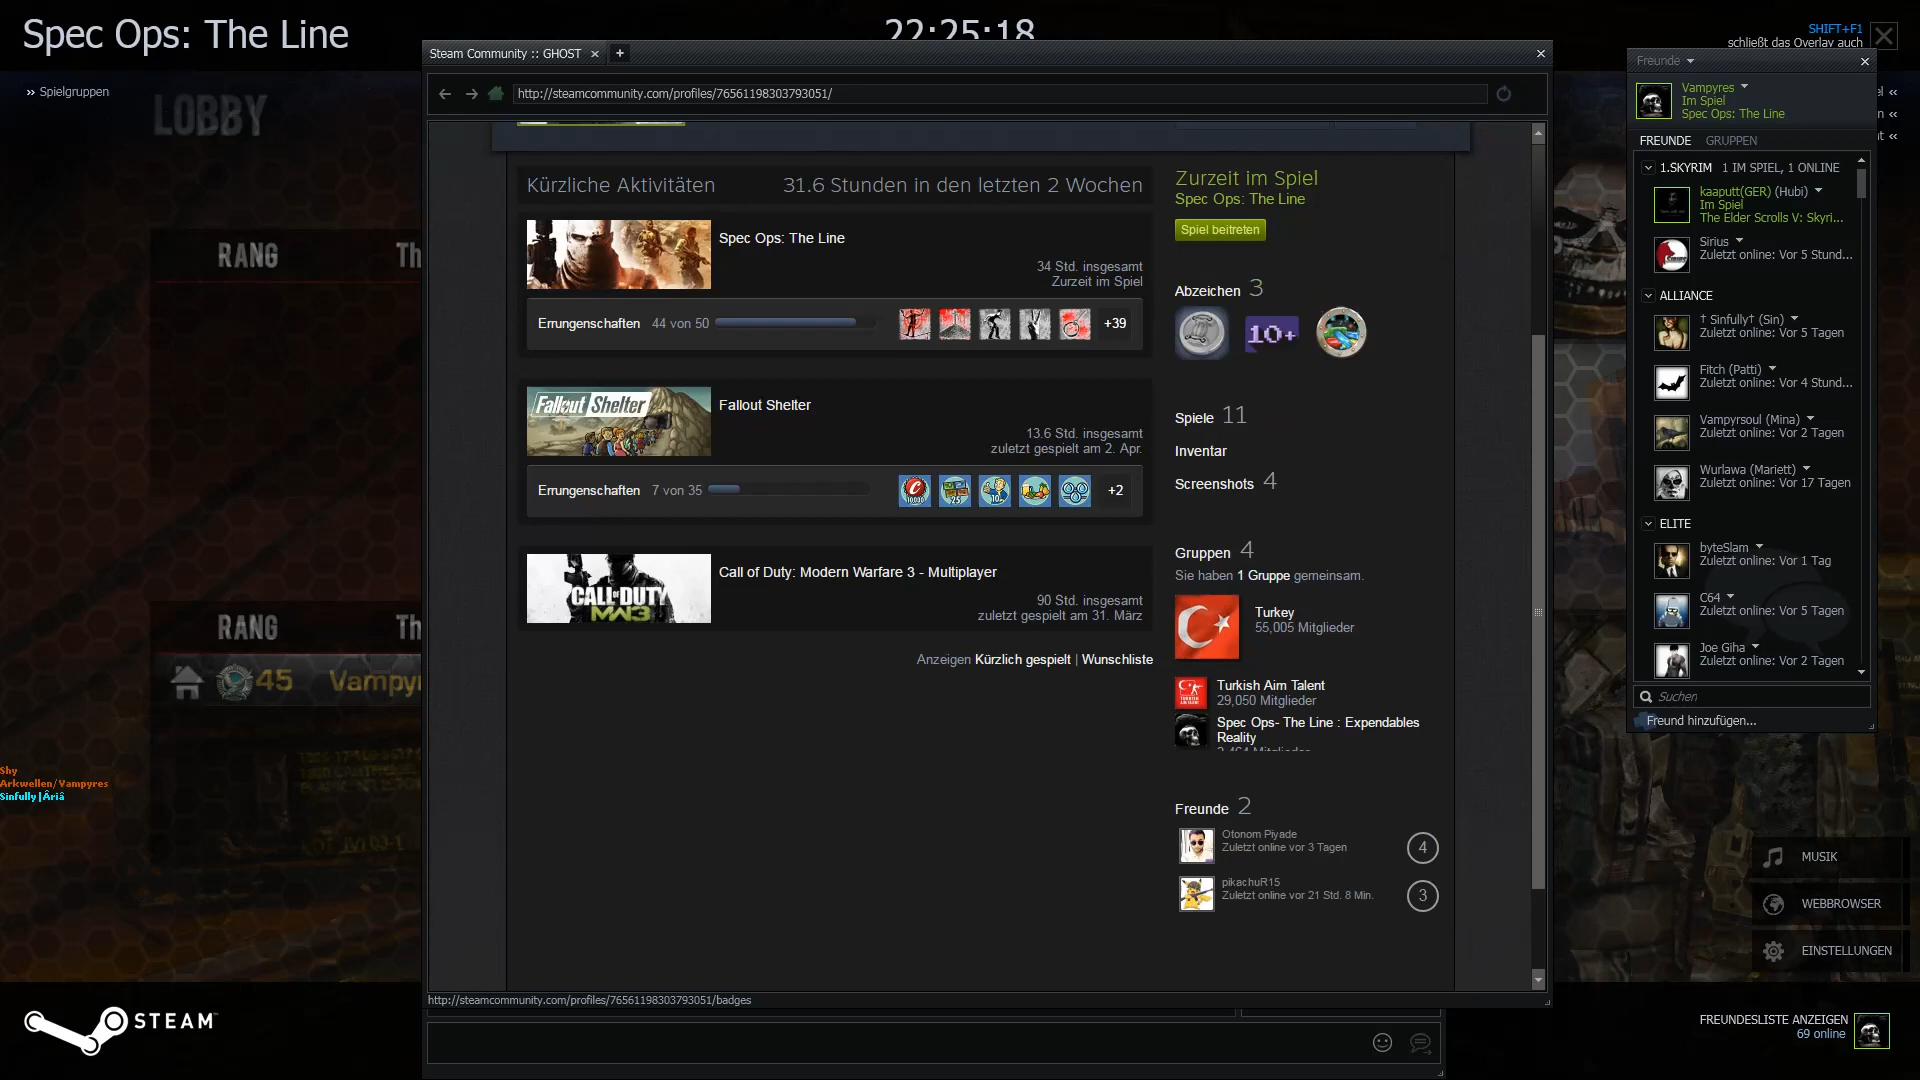 Spec Ops: The Line
22:25:18
SHIFT+F1
schließt das Overlay auch
» Spielgruppen
LOBBY
RANG
Th
RANG
Th
45 Vampyr
Shy
Arkwellen/Vampyres
Sinfully|Âriâ
Steam Community :: GHOST
http://steamcommunity.com/profiles/76561198303793051/
Kürzliche Aktivitäten
31.6 Stunden in den letzten 2 Wochen
Spec Ops: The Line
34 Std. insgesamt
Zurzeit im Spiel
Errungenschaften 44 von 50
+39
Fallout Shelter
Fallout Shelter
13.6 Std. insgesamt
zuletzt gespielt am 2. Apr.
Errungenschaften 7 von 35
10000
25
10
+2
CALL OF DUTY
MW3
Call of Duty: Modern Warfare 3 - Multiplayer
90 Std. insgesamt
zuletzt gespielt am 31. März
Anzeigen Kürzlich gespielt | Wunschliste
Zurzeit im Spiel
Spec Ops: The Line
Spiel beitreten
Abzeichen 3
10+
Spiele 11
Inventar
Screenshots 4
Gruppen 4
Sie haben 1 Gruppe gemeinsam.
Turkey
55,005 Mitglieder
Turkish Aim Talent
29,050 Mitglieder
Spec Ops- The Line : Expendables
Reality
2,464 Mitglieder
Freunde 2
Otonom Piyade
Zuletzt online vor 3 Tagen
4
pikachuR15
Zuletzt online vor 21 Std. 8 Min.
3
http://steamcommunity.com/profiles/76561198303793051/badges
Freunde
Vampyres
Im Spiel
Spec Ops: The Line
FREUNDE GRUPPEN
1.SKYRIM 1 IM SPIEL, 1 ONLINE
kaaputt(GER) (Hubi)
Im Spiel
The Elder Scrolls V: Skyri...
Sirius
Zuletzt online: Vor 5 Stund...
ALLIANCE
† Sinfully† (Sin)
Zuletzt online: Vor 5 Tagen
Fitch (Patti)
Zuletzt online: Vor 4 Stund...
Vampyrsoul (Mina)
Zuletzt online: Vor 2 Tagen
Wurlawa (Mariett)
Zuletzt online: Vor 17 Tagen
ELITE
byteSlam
Zuletzt online: Vor 1 Tag
C64
Zuletzt online: Vor 5 Tagen
Joe Giha
Zuletzt online: Vor 2 Tagen
Suchen
Freund hinzufügen...
MUSIK
WEBBROWSER
EINSTELLUNGEN
STEAM
FREUNDESLISTE ANZEIGEN
69 online